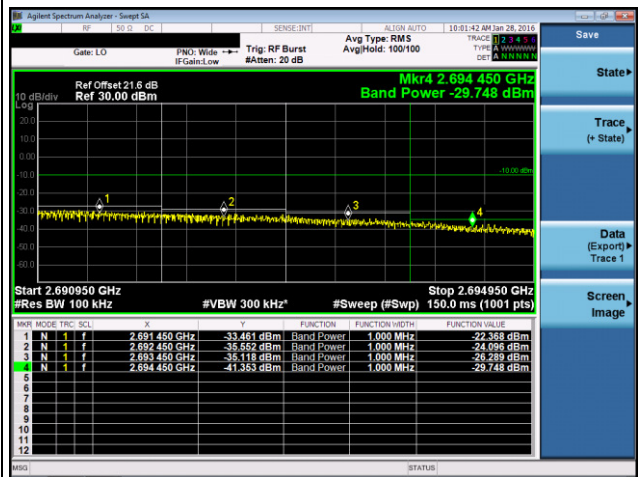 Agilent Spectrum Analyzer - Swept SA
RF 50 Ω DC SENSE:INT ALIGN AUTO 10:01:42 AM Jan 28, 2016
Gate: LO PNO: Wide Trig: RF Burst Avg Type: RMS TRACE 1 2 3 4 5 6
IFGain:Low #Atten: 20 dB Avg|Hold: 100/100 TYPE A WWWWW
DET A N N N N N
Save
Ref Offset 21.6 dB Mkr4 2.694 450 GHz
10 dB/div Ref 30.00 dBm Band Power -29.748 dBm
Log
20.0
10.0
0.00
-10.0 -10.00 dBm
-20.0
-30.0
-40.0
-50.0
-60.0
1 2 3 4
Start 2.690950 GHz Stop 2.694950 GHz
#Res BW 100 kHz #VBW 300 kHz* #Sweep (#Swp) 150.0 ms (1001 pts)
MKR MODE TRC SCL X Y FUNCTION FUNCTION WIDTH FUNCTION VALUE
1 N 1 f 2.691 450 GHz -33.461 dBm Band Power 1.000 MHz -22.368 dBm
2 N 1 f 2.692 450 GHz -35.552 dBm Band Power 1.000 MHz -24.096 dBm
3 N 1 f 2.693 450 GHz -35.118 dBm Band Power 1.000 MHz -26.289 dBm
4 N 1 f 2.694 450 GHz -41.353 dBm Band Power 1.000 MHz -29.748 dBm
5
6
7
8
9
10
11
12
MSG STATUS
State
Trace
(+ State)
Data
(Export)
Trace 1
Screen
Image